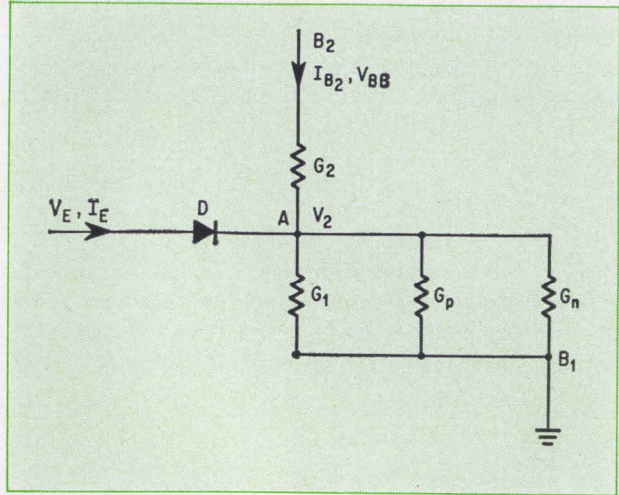 B2
IB2, VBB
G2
VE, IE
D
A
V2
G1
Gp
Gn
B1